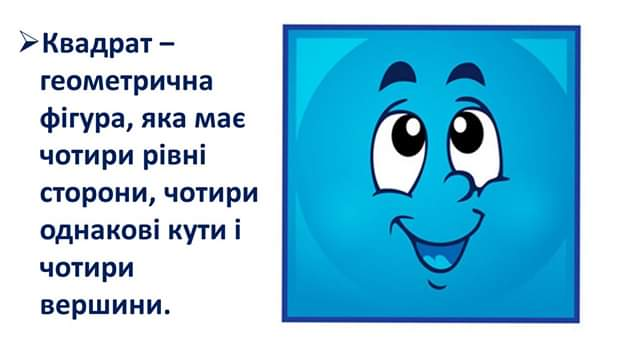 ➢Квадрат –
геометрична
фігура, яка має
чотири рівні
сторони, чотири
однакові кути і
чотири
вершини.